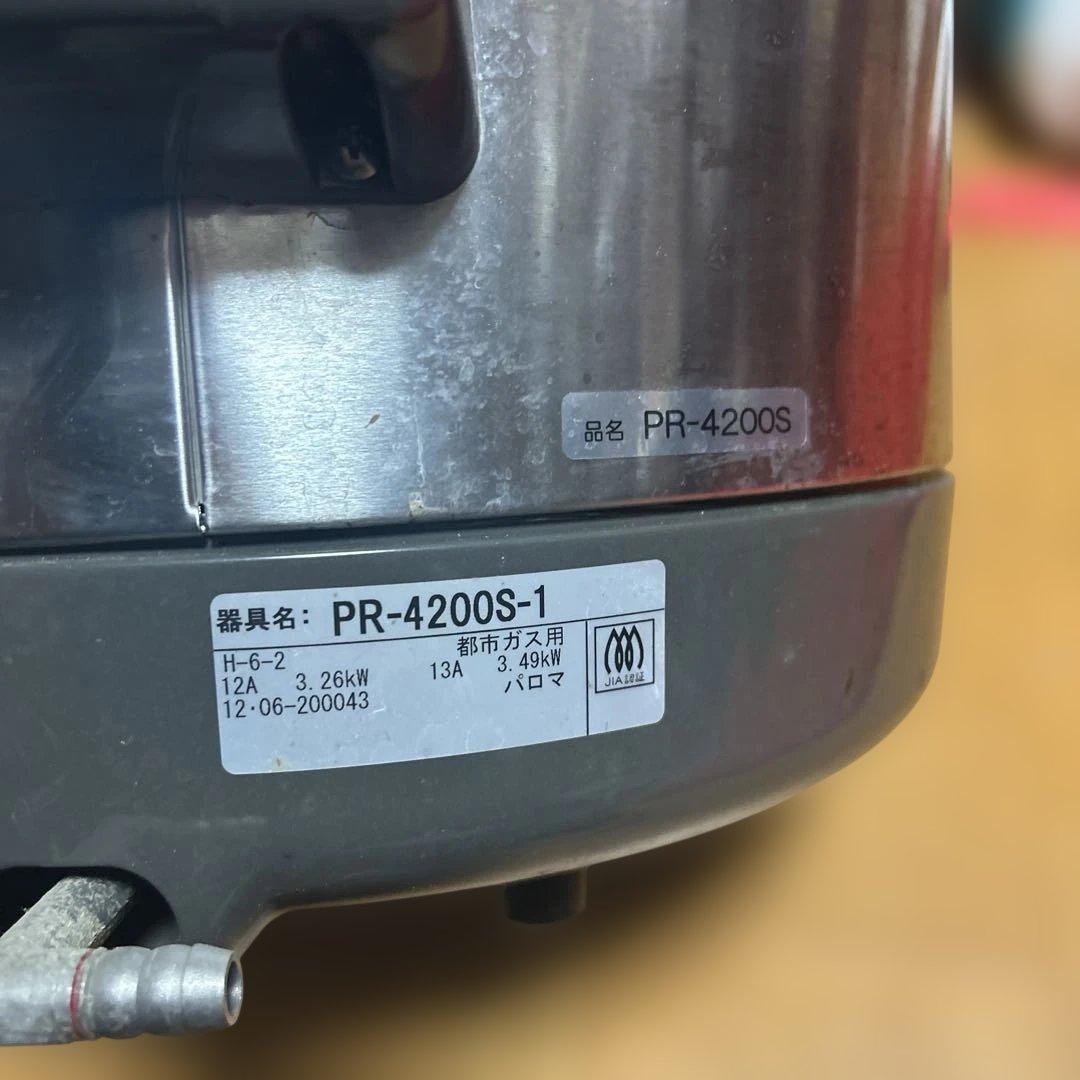 品名 PR-4200S
器具名: PR-4200S-1
H-6-2 都市ガス用
12A 3.26kW 13A 3.49kW
12・06-200043 パロマ
JIA認証